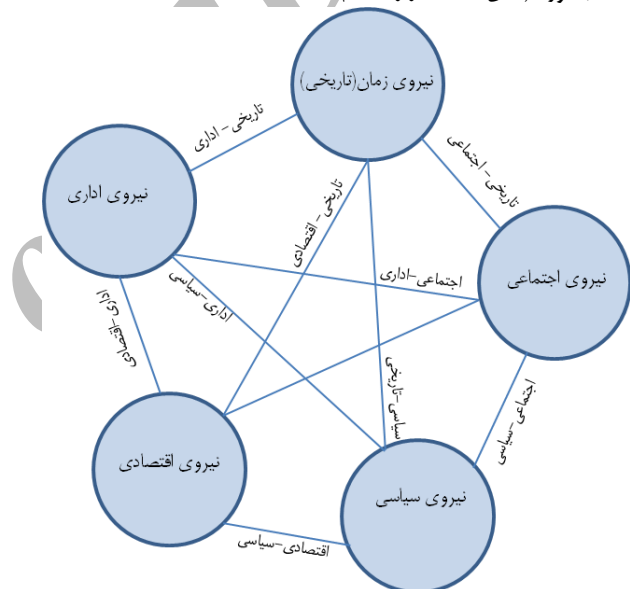 نیروی زمان(تاریخی)
تاریخی-اداری
تاریخی-اجتماعی
نیروی اداری
تاریخی-اقتصادی
نیروی اجتماعی
اجتماعی-اداری
اداری-سیاسی
اداری-اقتصادی
سیاسی-تاریخی
اجتماعی-سیاسی
نیروی اقتصادی
نیروی سیاسی
اقتصادی-سیاسی